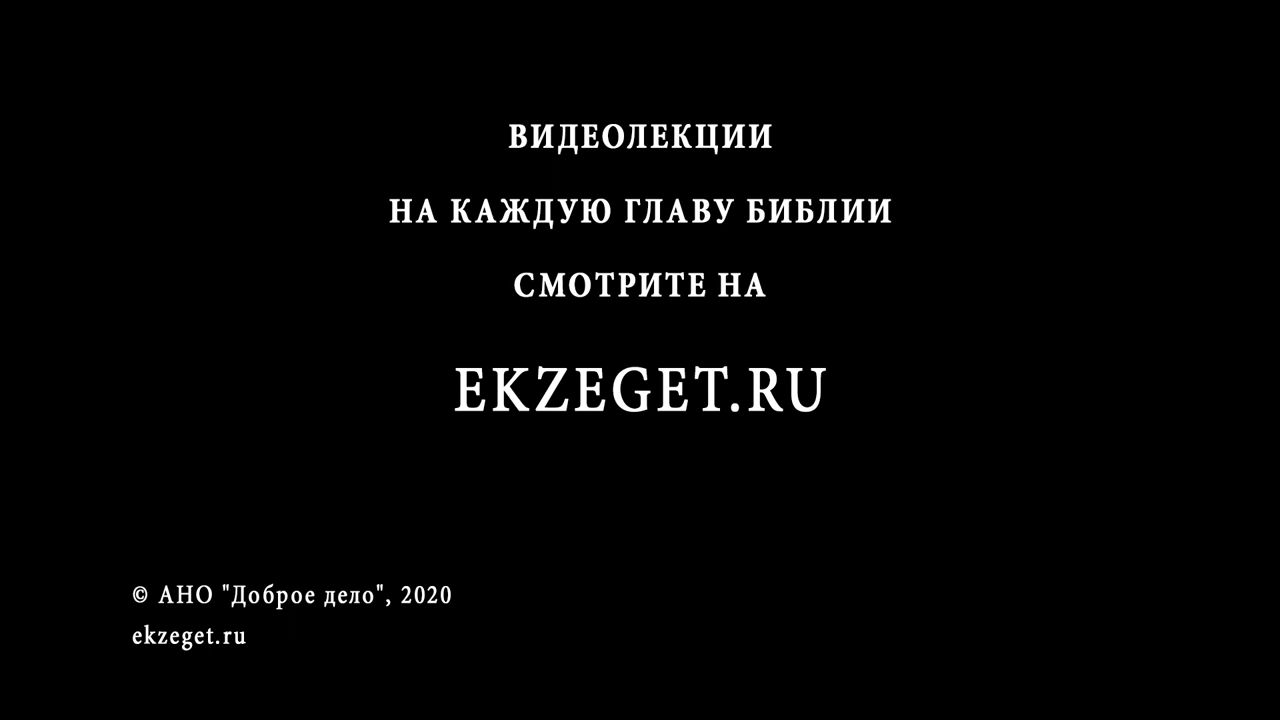 ВИДЕОЛЕКЦИИ
НА КАЖДУЮ ГЛАВУ БИБЛИИ
СМОТРИТЕ НА
EKZEGET.RU
© АНО "Доброе дело", 2020
ekzeget.ru